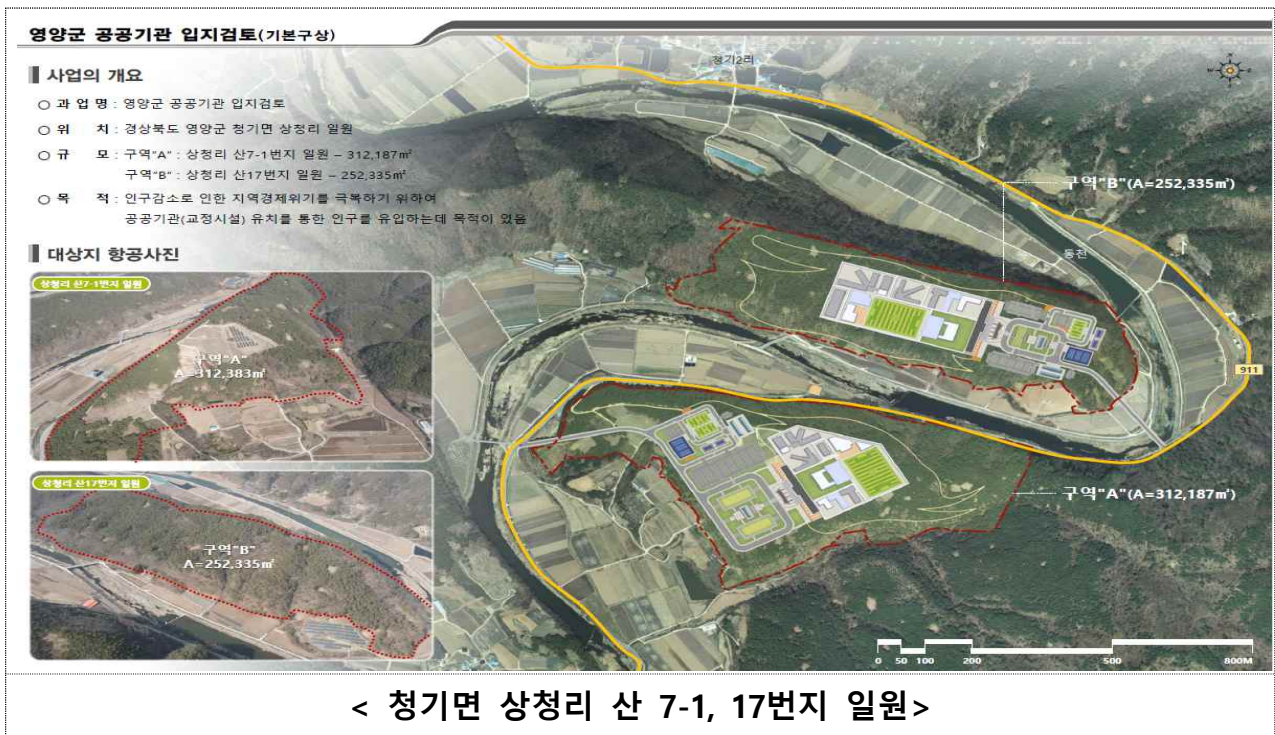 영양군 공공기관 입지검토(기본구상)
사업의 개요
○ 과 업 명 : 영양군 공공기관 입지검토
○ 위 치 : 경상북도 영양군 청기면 상청리 일원
○ 규 모 : 구역"A" : 상청리 산7-1번지 일원 – 312,187㎡
구역"B" : 상청리 산17번지 일원 – 252,335㎡
○ 목 적 : 인구감소로 인한 지역경제위기를 극복하기 위하여
공공기관(교정시설) 유치를 통한 인구를 유입하는데 목적이 있음
대상지 항공사진
상청리 산7-1번지 일원
구역"A"
A=312,383㎡
상청리 산17번지 일원
구역"B"
A=252,335㎡
청기2리
구역"B"(A=252,335㎡)
동천
911
구역"A"(A=312,187㎡)
0 50 100 200 500 800M
< 청기면 상청리 산 7-1, 17번지 일원>